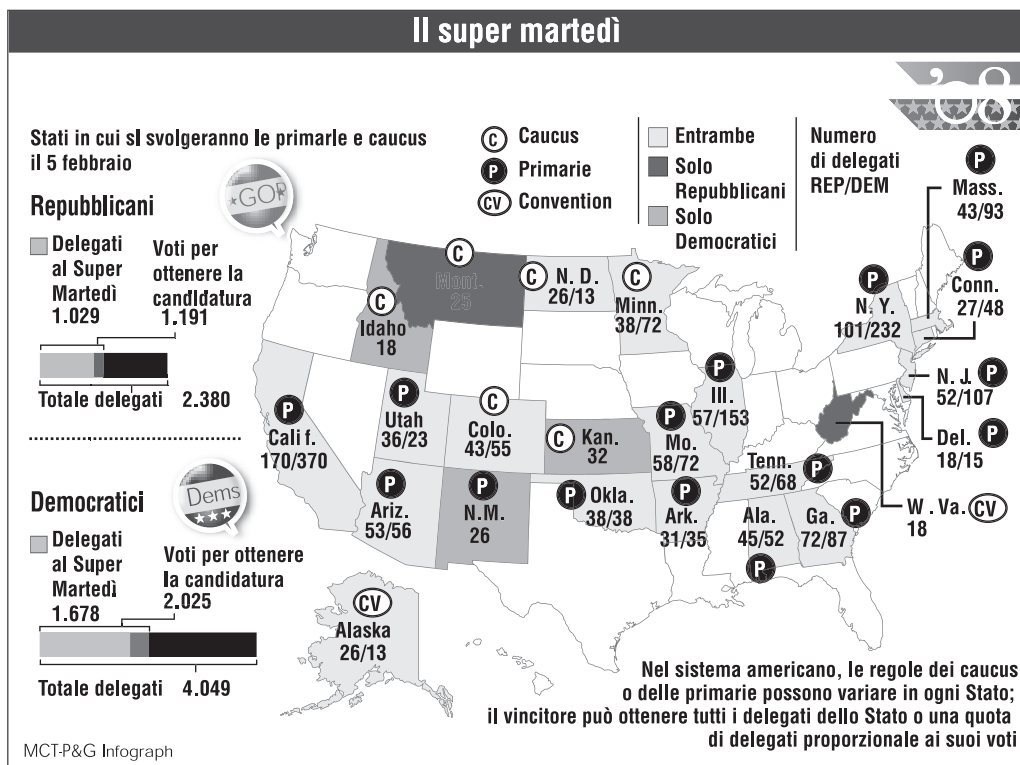 Il super martedì
'08
Stati in cui si svolgeranno le primarie e caucus
il 5 febbraio
C Caucus
P Primarie
CV Convention
Entrambe
Solo
Repubblicani
Solo
Democratici
Numero
di delegati
REP/DEM
Repubblicani
GOP
Delegati
al Super
Martedì
1.029
Voti per
ottenere la
candidatura
1.191
Totale delegati 2.380
Democratici
Dems
Delegati
al Super
Martedì
1.678
Voti per ottenere
la candidatura
2.025
Totale delegati 4.049
P
Mass.
43/93
P
Conn.
27/48
P
N. Y.
101/232
N. J. P
52/107
Del. P
18/15
W. Va. CV
18
C
Mont.
25
C N. D.
26/13
C
Minn.
38/72
C
Idaho
18
P
Calif.
170/370
P
Utah
36/23
C
Colo.
43/55
C Kan.
32
P
Mo.
58/72
P
Ill.
57/153
P
Ariz.
53/56
P
N.M.
26
P Okla.
38/38
P
Ark.
31/35
Tenn. P
52/68
Ala.
45/52
P
Ga. P
72/87
CV
Alaska
26/13
Nel sistema americano, le regole dei caucus
o delle primarie possono variare in ogni Stato;
il vincitore può ottenere tutti i delegati dello Stato o una quota
di delegati proporzionale ai suoi voti
MCT-P&G Infograph